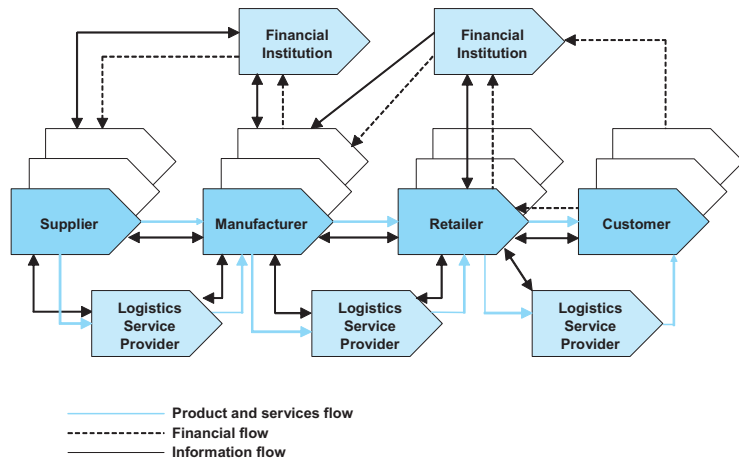 Financial
Institution
Financial
Institution
Supplier
Manufacturer
Retailer
Customer
Logistics
Service
Provider
Logistics
Service
Provider
Logistics
Service
Provider
Product and services flow
Financial flow
Information flow